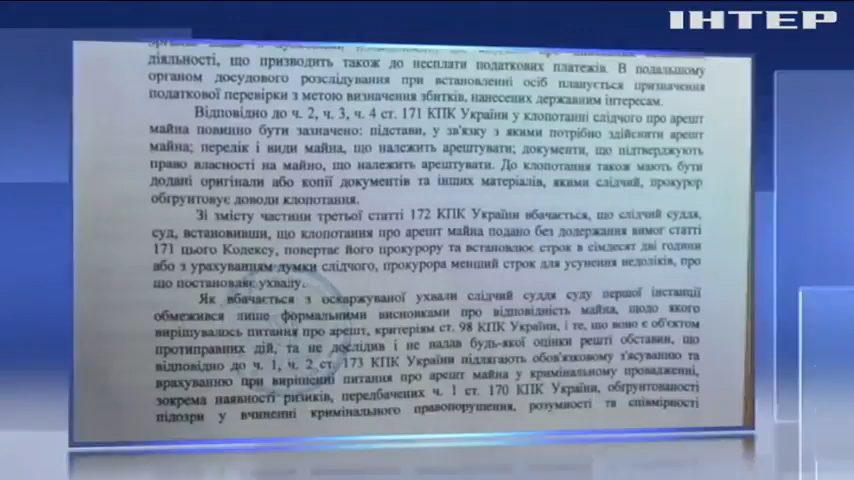 ІНТЕР
діяльності, що призводить також до несплати податкових платежів. В подальшому
органом досудового розслідування при встановленні осіб планується призначення
податкової перевірки з метою визначення збитків, нанесених державним інтересам.
Відповідно до ч. 2, ч. 3, ч. 4 ст. 171 КПК України у клопотанні слідчого про арешт
майна повинно бути зазначено: підстави, у зв'язку з якими потрібно здійснити арешт
майна; перелік і види майна, що належить арештувати; документи, що підтверджують
право власності на майно, що належить арештувати. До клопотання також мають бути
додані оригінали або копії документів та інших матеріалів, якими слідчий, прокурор
обґрунтовує доводи клопотання.
Зі змісту частини третьої статті 172 КПК України вбачається, що слідчий суддя,
суд, встановивши, що клопотання про арешт майна подано без додержання вимог статті
171 цього Кодексу, повертає його прокурору та встановлює строк в сімдесят дві години
або з урахуванням думки слідчого, прокурора менший строк для усунення недоліків, про
що постановляє ухвалу.
Як вбачається з оскаржуваної ухвали слідчий суддя суду першої інстанції
обмежився лише формальними висновками про відповідність майна, щодо якого
вирішувалось питання про арешт, критеріям ст. 98 КПК України, і те, що воно є об'єктом
протиправних дій, та не дослідив і не надав будь-якої оцінки решті обставин, що
відповідно до ч. 1, ч. 2 ст. 173 КПК України підлягають обов'язковому з'ясуванню та
врахуванню при вирішенні питання про арешт майна у кримінальному провадженні,
зокрема наявності ризиків, передбачених ч. 1 ст. 170 КПК України, обґрунтованості
підозри у вчиненні кримінального правопорушення, розумності та співмірності